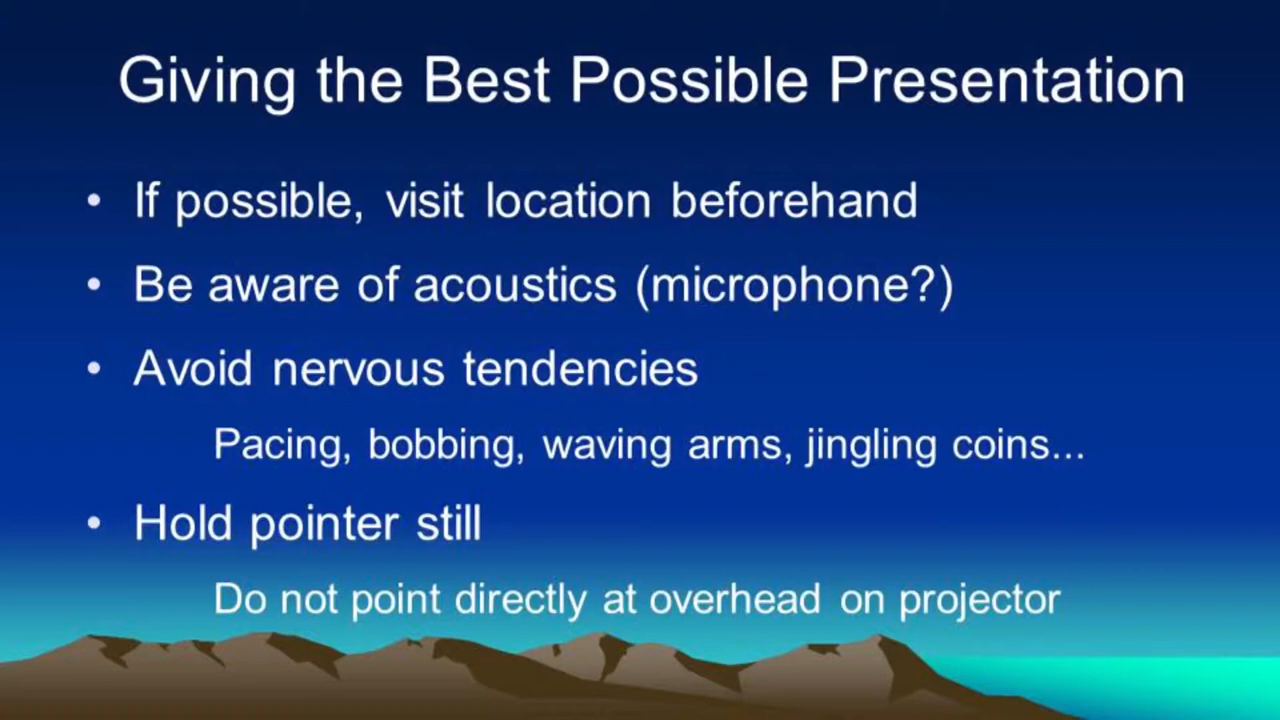 Giving the Best Possible Presentation
• If possible, visit location beforehand
• Be aware of acoustics (microphone?)
• Avoid nervous tendencies
Pacing, bobbing, waving arms, jingling coins...
• Hold pointer still
Do not point directly at overhead on projector